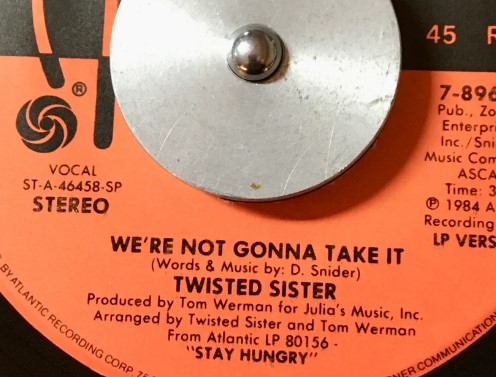 45 R
®
VOCAL
ST-A-46458-SP
STEREO
7-896
Pub., Zo
Enterpri
Inc./Sni
Music Com
ASCA
Time: 3
℗ 1984 A
Recording
LP VERS
WE'RE NOT GONNA TAKE IT
(Words & Music by: D. Snider)
TWISTED SISTER
Produced by Tom Werman for Julia's Music, Inc.
Arranged by Twisted Sister and Tom Werman
From Atlantic LP 80156 -
"STAY HUNGRY"
BY ATLANTIC RECORDING CORP. 75
NER COMMUNICATION